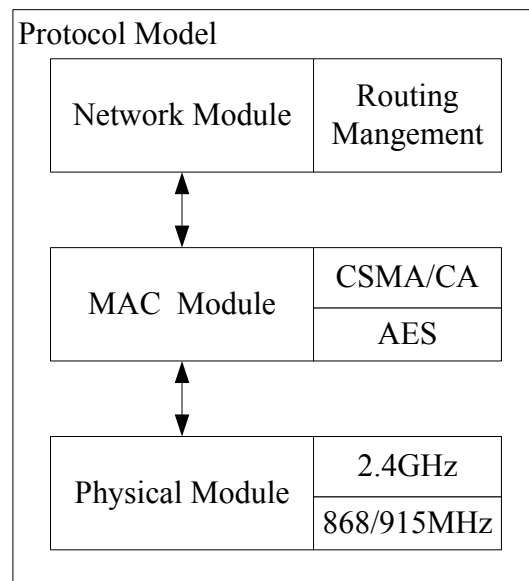 Protocol Model
Network Module
Routing
Mangement
MAC Module
CSMA/CA
AES
Physical Module
2.4GHz
868/915MHz